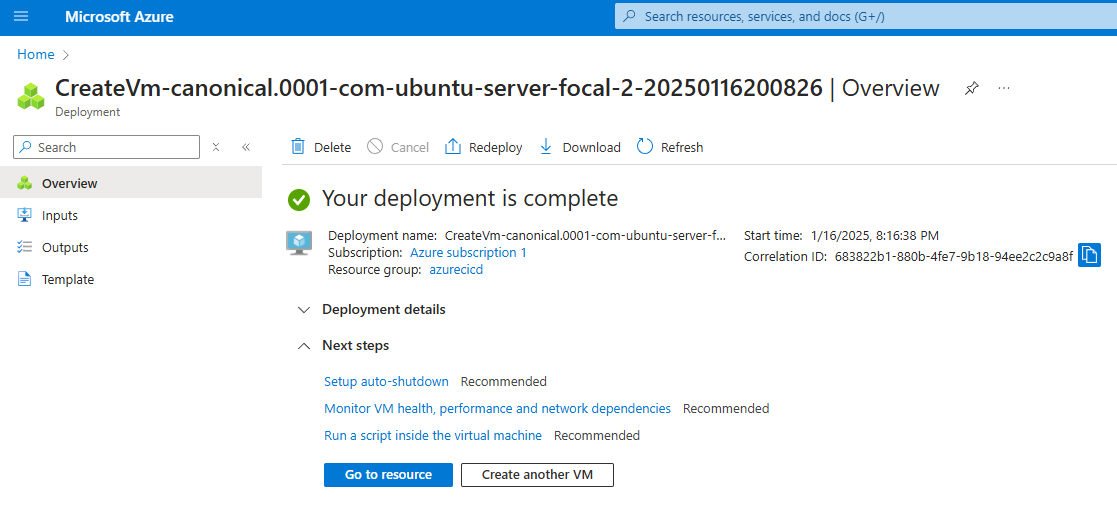 Microsoft Azure
Search resources, services, and docs (G+/)
Home
CreateVm-canonical.0001-com-ubuntu-server-focal-2-20250116200826 | Overview
Deployment
Search
Delete Cancel Redeploy Download Refresh
Overview
Inputs
Outputs
Template
Your deployment is complete
Deployment name: CreateVm-canonical.0001-com-ubuntu-server-f...
Subscription: Azure subscription 1
Resource group: azurecicd
Start time: 1/16/2025, 8:16:38 PM
Correlation ID: 683822b1-880b-4fe7-9b18-94ee2c2c9a8f
Deployment details
Next steps
Setup auto-shutdown Recommended
Monitor VM health, performance and network dependencies Recommended
Run a script inside the virtual machine Recommended
Go to resource
Create another VM